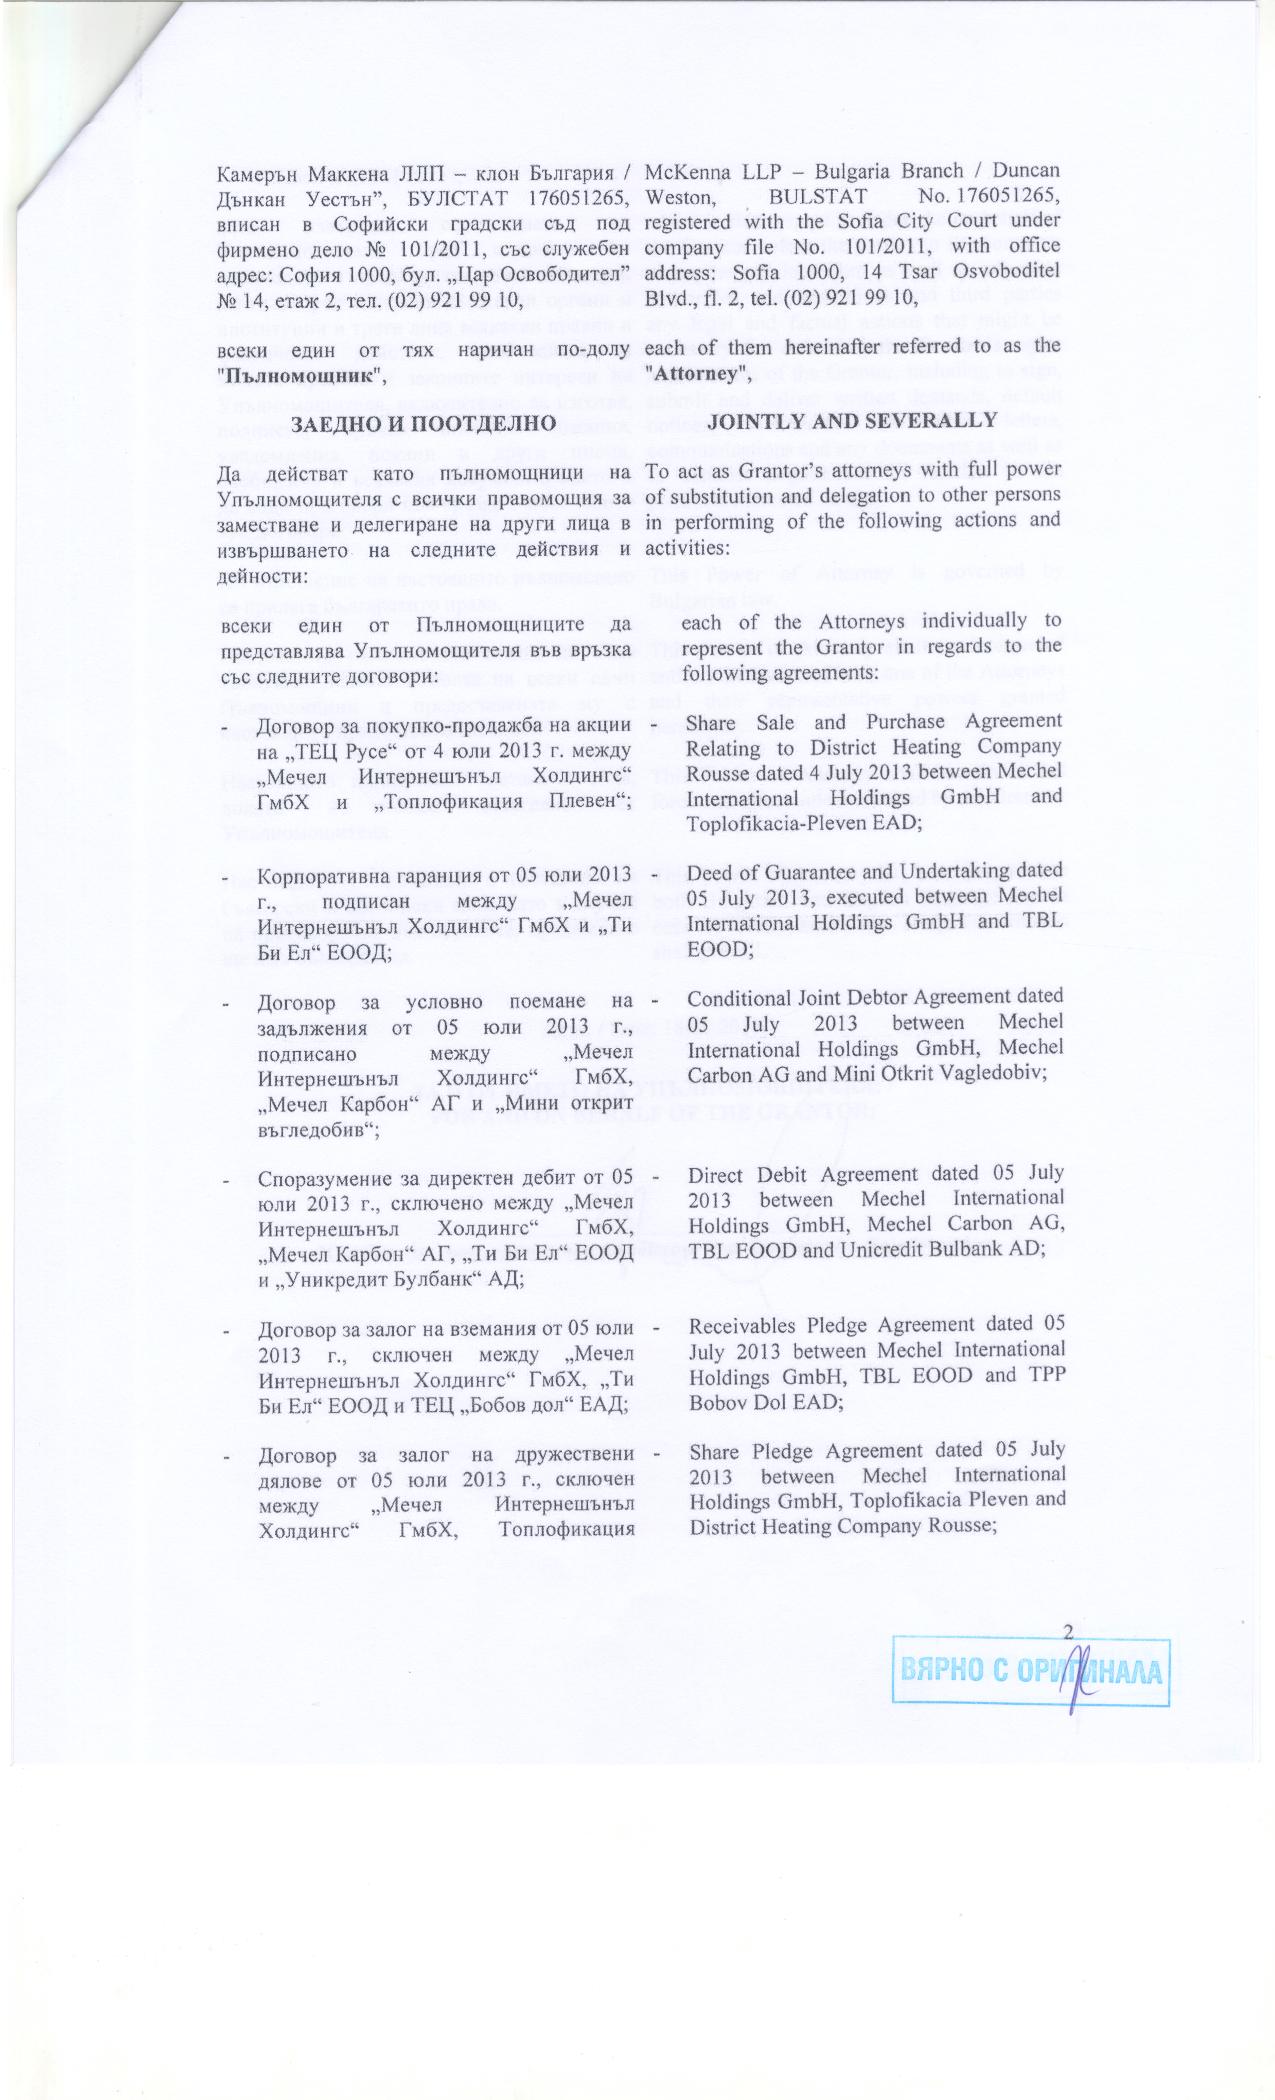 Камерън Маккена ЛЛП – клон България /
Дънкан Уестън”, БУЛСТАТ 176051265,
вписан в Софийски градски съд под
фирмено дело № 101/2011, със служебен
адрес: София 1000, бул. „Цар Освободител”
№ 14, етаж 2, тел. (02) 921 99 10,
всеки един от тях наричан по-долу
"Пълномощник",
ЗАЕДНО И ПООТДЕЛНО
Да действат като пълномощници на
Упълномощителя с всички правомощия за
заместване и делегиране на други лица в
извършването на следните действия и
дейности:
всеки един от Пълномощниците да
представлява Упълномощителя във връзка
със следните договори:
- Договор за покупко-продажба на акции
на „ТЕЦ Русе“ от 4 юли 2013 г. между
„Мечел Интернешънъл Холдингс“
ГмбХ и „Топлофикация Плевен“;
- Корпоративна гаранция от 05 юли 2013
г., подписан между „Мечел
Интернешънъл Холдингс“ ГмбХ и „Ти
Би Ел“ ЕООД;
- Договор за условно поемане на
задължения от 05 юли 2013 г.,
подписано между „Мечел
Интернешънъл Холдингс“ ГмбХ,
„Мечел Карбон“ АГ и „Мини открит
въгледобив“;
- Споразумение за директен дебит от 05
юли 2013 г., сключено между „Мечел
Интернешънъл Холдингс“ ГмбХ,
„Мечел Карбон“ АГ, „Ти Би Ел“ ЕООД
и „Уникредит Булбанк“ АД;
- Договор за залог на вземания от 05 юли
2013 г., сключен между „Мечел
Интернешънъл Холдингс“ ГмбХ, „Ти
Би Ел“ ЕООД и ТЕЦ „Бобов дол“ ЕАД;
- Договор за залог на дружествени
дялове от 05 юли 2013 г., сключен
между „Мечел Интернешънъл
Холдингс“ ГмбХ, Топлофикация
McKenna LLP – Bulgaria Branch / Duncan
Weston, BULSTAT No. 176051265,
registered with the Sofia City Court under
company file No. 101/2011, with office
address: Sofia 1000, 14 Tsar Osvoboditel
Blvd., fl. 2, tel. (02) 921 99 10,
each of them hereinafter referred to as the
"Attorney",
JOINTLY AND SEVERALLY
To act as Grantor’s attorneys with full power
of substitution and delegation to other persons
in performing of the following actions and
activities:
each of the Attorneys individually to
represent the Grantor in regards to the
following agreements:
- Share Sale and Purchase Agreement
Relating to District Heating Company
Rousse dated 4 July 2013 between Mechel
International Holdings GmbH and
Toplofikacia-Pleven EAD;
- Deed of Guarantee and Undertaking dated
05 July 2013, executed between Mechel
International Holdings GmbH and TBL
EOOD;
- Conditional Joint Debtor Agreement dated
05 July 2013 between Mechel
International Holdings GmbH, Mechel
Carbon AG and Mini Otkrit Vagledobiv;
- Direct Debit Agreement dated 05 July
2013 between Mechel International
Holdings GmbH, Mechel Carbon AG,
TBL EOOD and Unicredit Bulbank AD;
- Receivables Pledge Agreement dated 05
July 2013 between Mechel International
Holdings GmbH, TBL EOOD and TPP
Bobov Dol EAD;
- Share Pledge Agreement dated 05 July
2013 between Mechel International
Holdings GmbH, Toplofikacia Pleven and
District Heating Company Rousse;
2
ВЯРНО С ОРИГИНАЛА